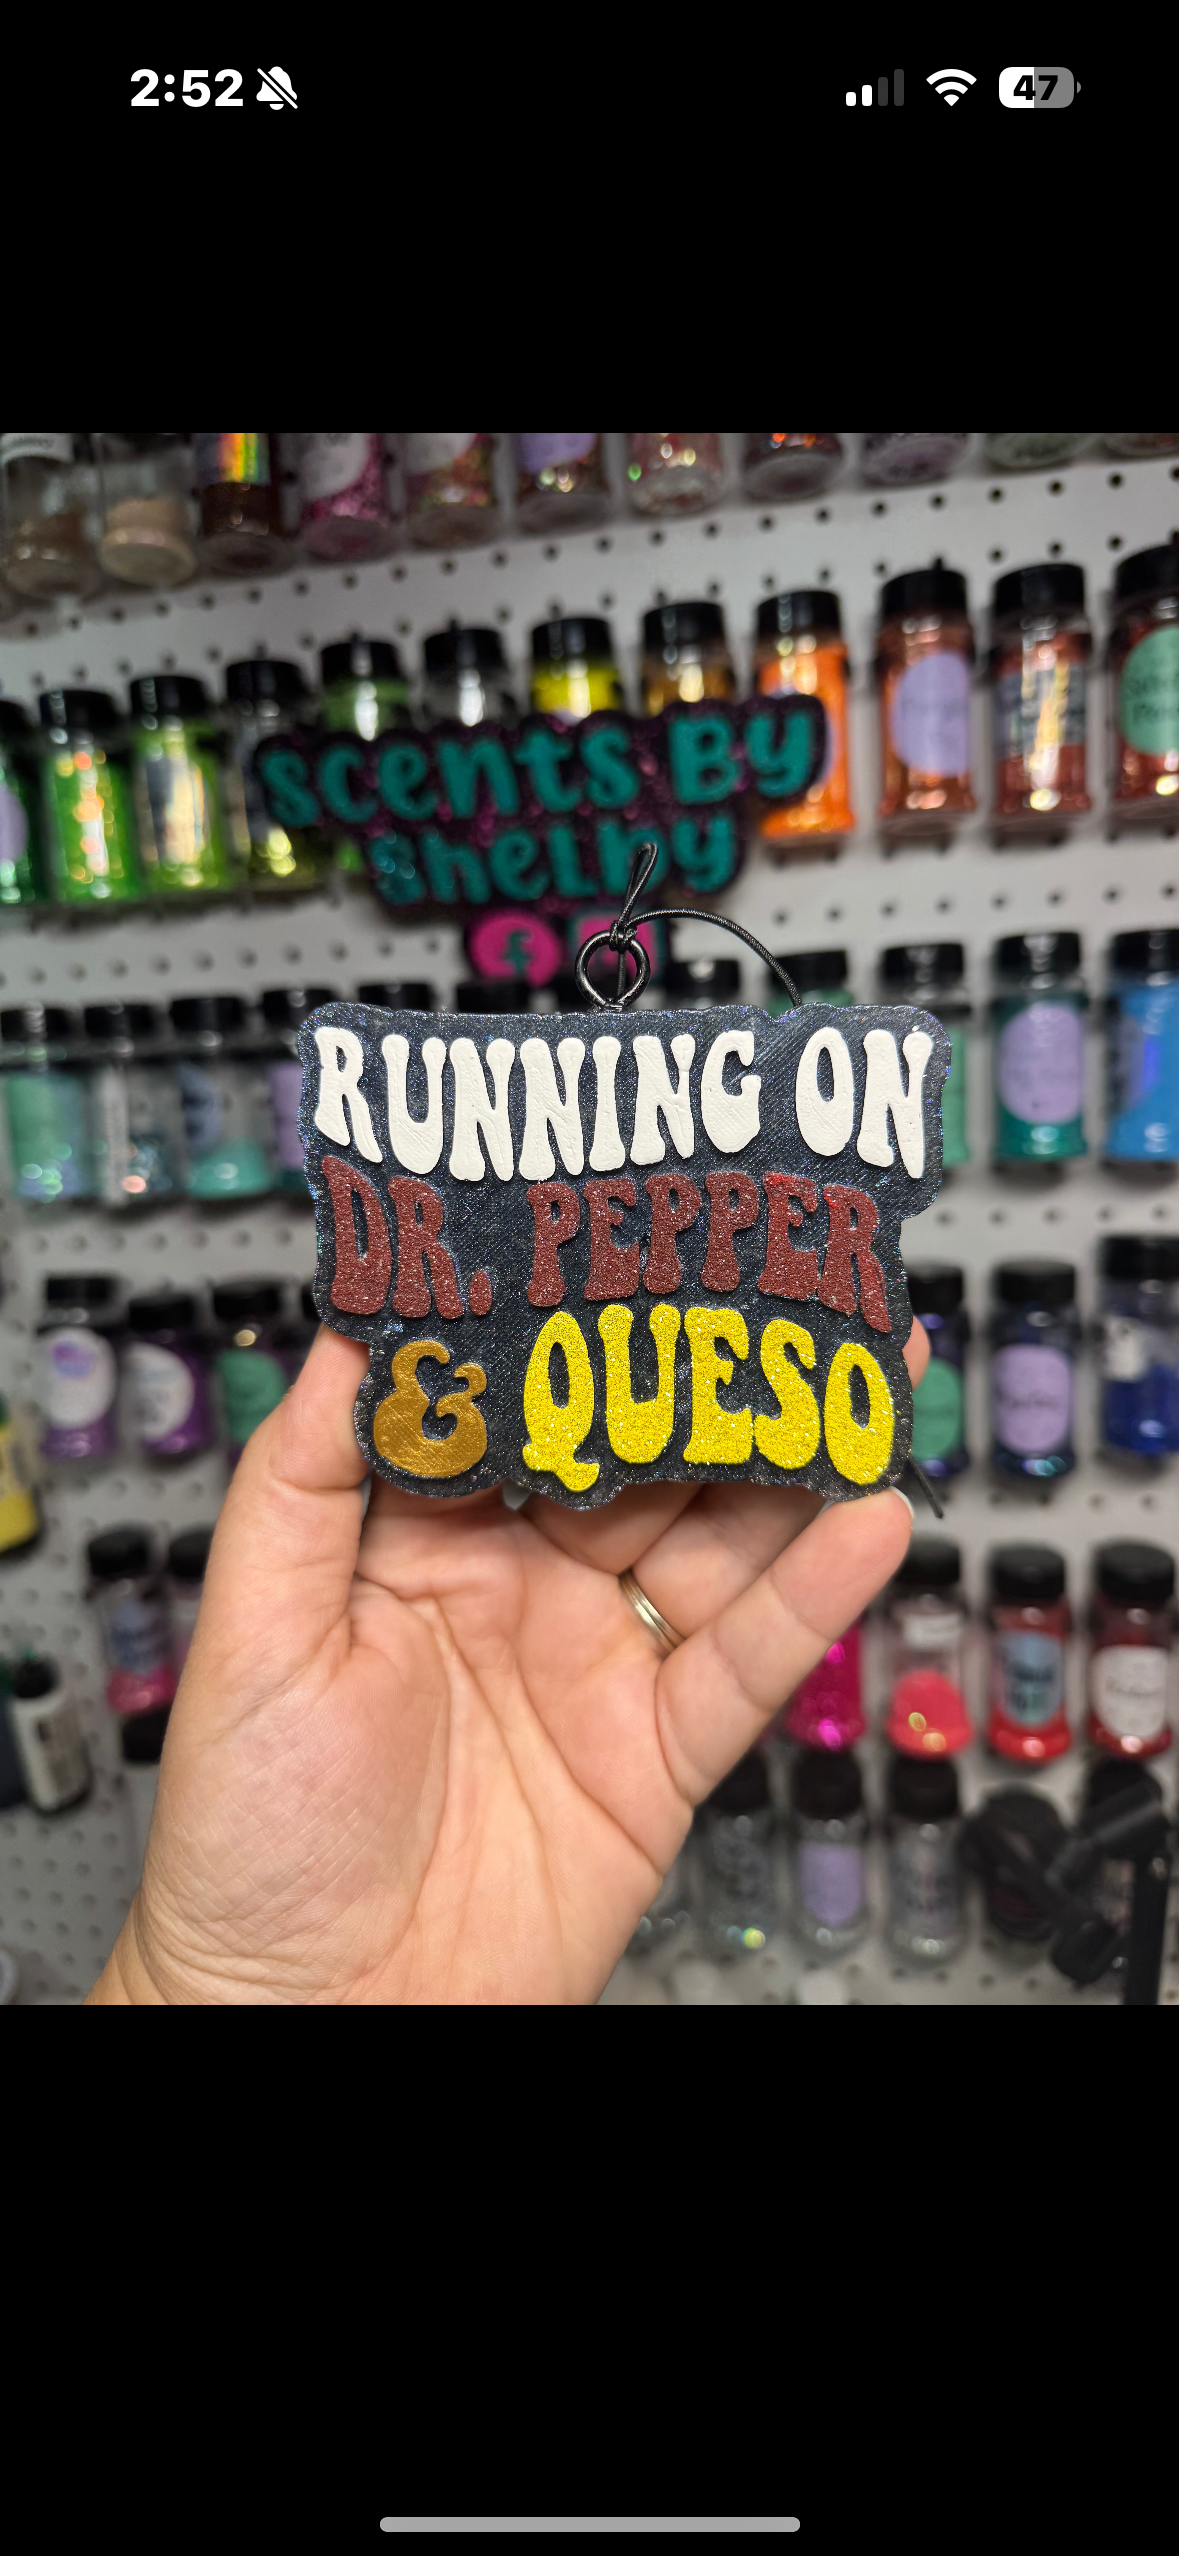 2:52
47
Scents By
Shelby
f
RUNNING ON
DR. PEPPER
& QUESO